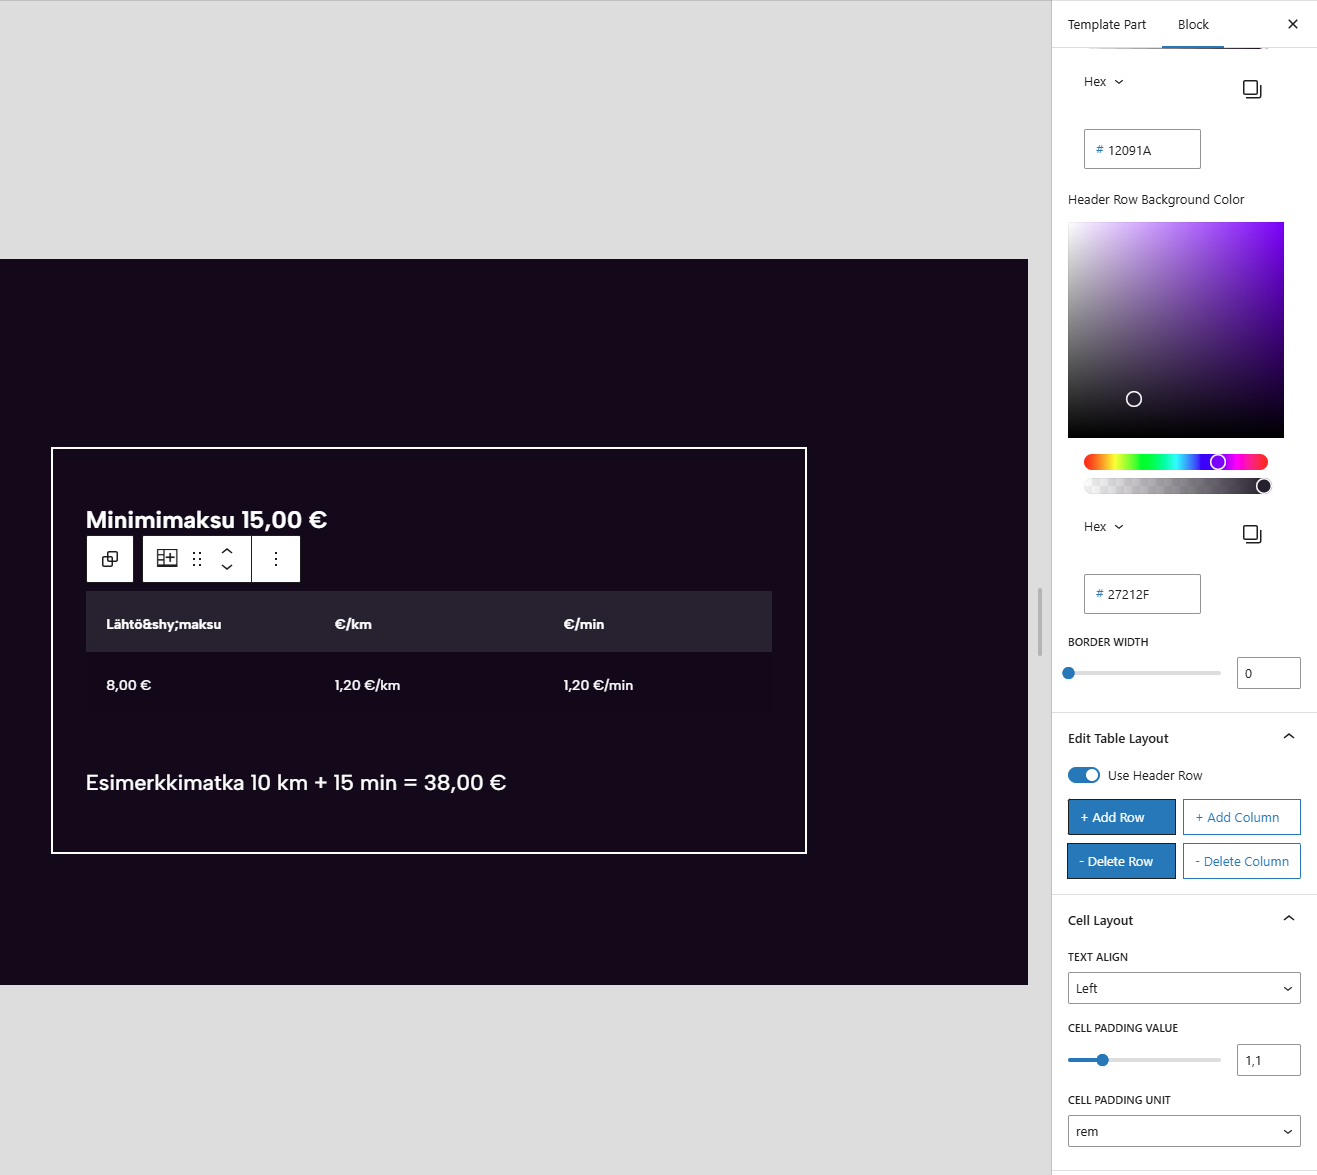 Template Part
Block
Hex
# 12091A
Header Row Background Color
Hex
# 27212F
BORDER WIDTH
0
Edit Table Layout
Use Header Row
+ Add Row
+ Add Column
- Delete Row
- Delete Column
Cell Layout
TEXT ALIGN
Left
CELL PADDING VALUE
1,1
CELL PADDING UNIT
rem
Minimimaksu 15,00 €
Lähtö&shy;maksu €/km €/min
8,00 € 1,20 €/km 1,20 €/min
Esimerkkimatka 10 km + 15 min = 38,00 €